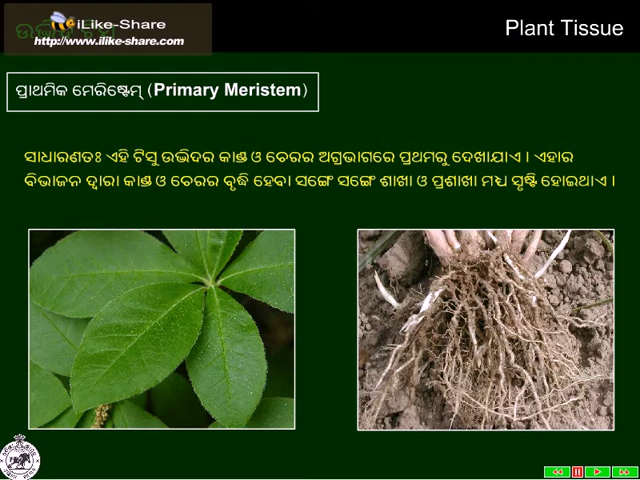 iLike-Share
http://www.ilike-share.com
ଉଦ୍ଭିଦ ଟିସୁ
Plant Tissue
ପ୍ରାଥମିକ ମେରିଷ୍ଟେମ୍ (Primary Meristem)
ସାଧାରଣତଃ ଏହି ଟିସୁ ଉଦ୍ଭିଦର କାଣ୍ଡ ଓ ଚେରର ଅଗ୍ରଭାଗରେ ପ୍ରଥମରୁ ଦେଖାଯାଏ । ଏହାର
ବିଭାଜନ ଦ୍ୱାରା କାଣ୍ଡ ଓ ଚେରର ବୃଦ୍ଧି ହେବା ସଙ୍ଗେ ସଙ୍ଗେ ଶାଖା ଓ ପ୍ରଶାଖା ମଧ୍ୟ ସୃଷ୍ଟି ହୋଇଥାଏ ।